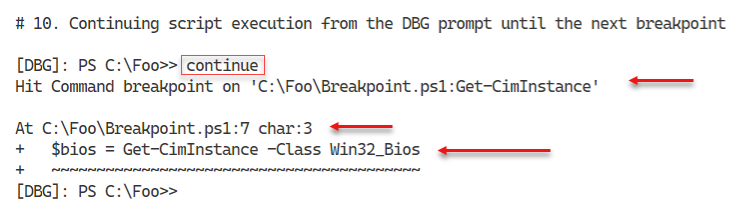 # 10. Continuing script execution from the DBG prompt until the next breakpoint
[DBG]: PS C:\Foo>> continue
Hit Command breakpoint on 'C:\Foo\Breakpoint.ps1:Get-CimInstance'
At C:\Foo\Breakpoint.ps1:7 char:3
+   $bios = Get-CimInstance -Class Win32_Bios
+   ~~~~~~~~~~~~~~~~~~~~~~~~~~~~~~~~~~~~~~~~~
[DBG]: PS C:\Foo>>